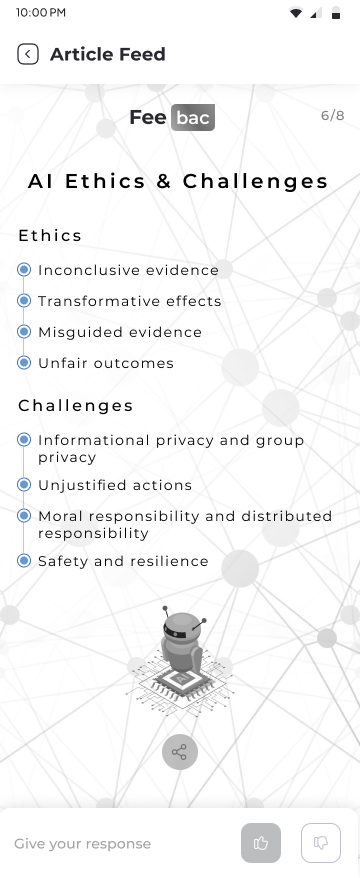 10:00 PM
Article Feed
Fee bac
6/8
AI Ethics & Challenges
Ethics
Inconclusive evidence
Transformative effects
Misguided evidence
Unfair outcomes
Challenges
Informational privacy and group
privacy
Unjustified actions
Moral responsibility and distributed
responsibility
Safety and resilience
Give your response